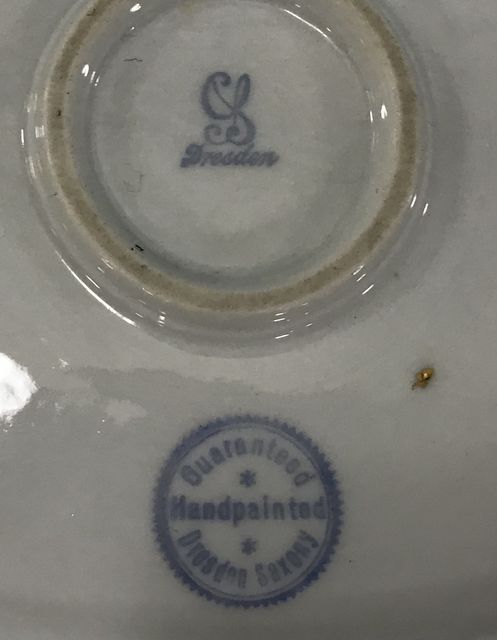 Dresden
Guaranteed
Handpainted
Dresden Saxony